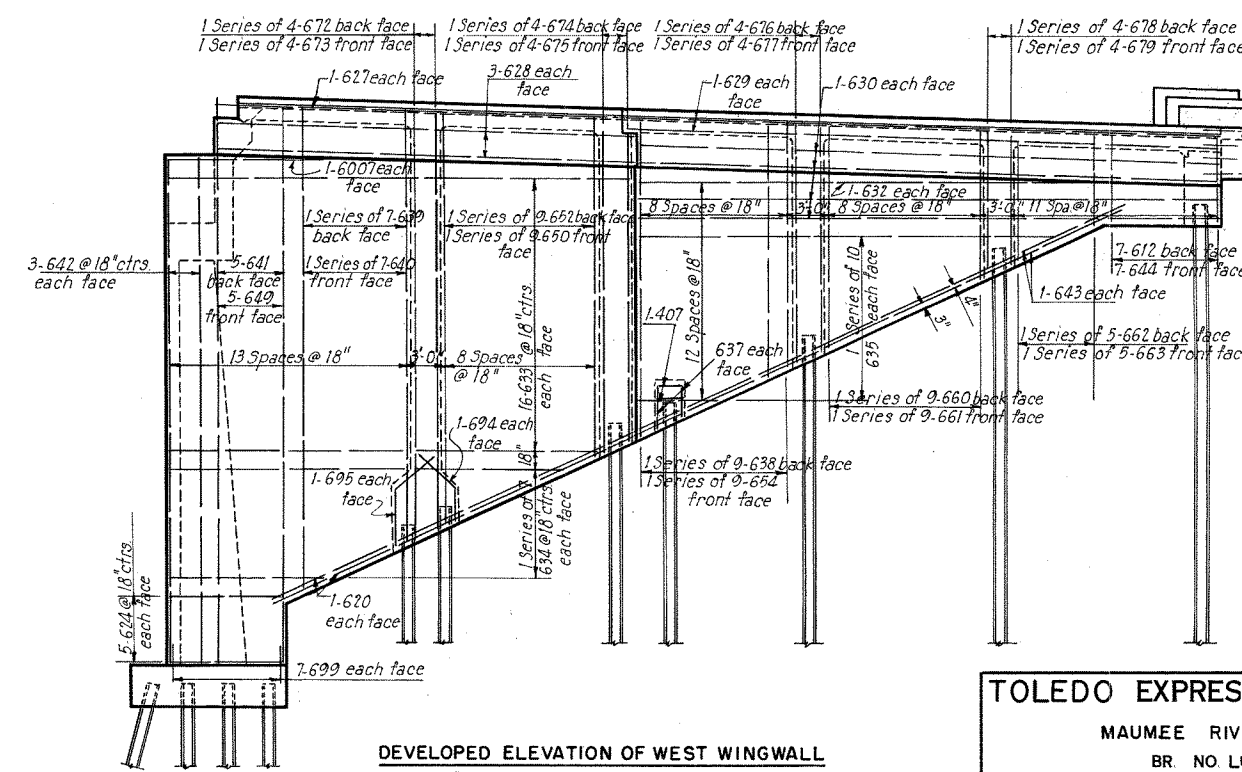 1 Series of 4-672 back face
1 Series of 4-673 front face
1 Series of 4-674 back face
1 Series of 4-675 front face
1 Series of 4-676 back face
1 Series of 4-677 front face
1 Series of 4-678 back face
1 Series of 4-679 front face
1-627 each face
3-628 each
face
1-629 each
face
1-630 each face
1-6007 each
face
1-632 each face
8 Spaces @ 18"
3'-0"
8 Spaces @ 18"
3'-0"
11 Spa. @ 18"
1 Series of 7-639
back face
1 Series of 9-652 back face
1 Series of 9-650 front
face
3-642 @ 18" ctrs.
each face
5-641
back face
1 Series of 7-640
front face
5-649
front face
7-612 back face
7-644 front face
1-643 each face
4"
3"
1-407
637 each
face
12 Spaces @ 18"
1 Series of 10
635 each face
16-633 @ 18" ctrs.
each face
13 Spaces @ 18"
3'-0"
8 Spaces
@ 18"
1 Series of 5-662 back face
1 Series of 5-663 front face
1 Series of 9-660 back face
1 Series of 9-661 front face
1-694 each
face
1-695 each
face
18"
1 Series of 7
634 @ 18" ctrs.
each face
1 Series of 9-638 back face
1 Series of 9-654
front face
5-624 @ 18" ctrs.
each face
1-620
each face
7-699 each face
DEVELOPED ELEVATION OF WEST WINGWALL
TOLEDO EXPRES
MAUMEE RIV
BR. NO. L